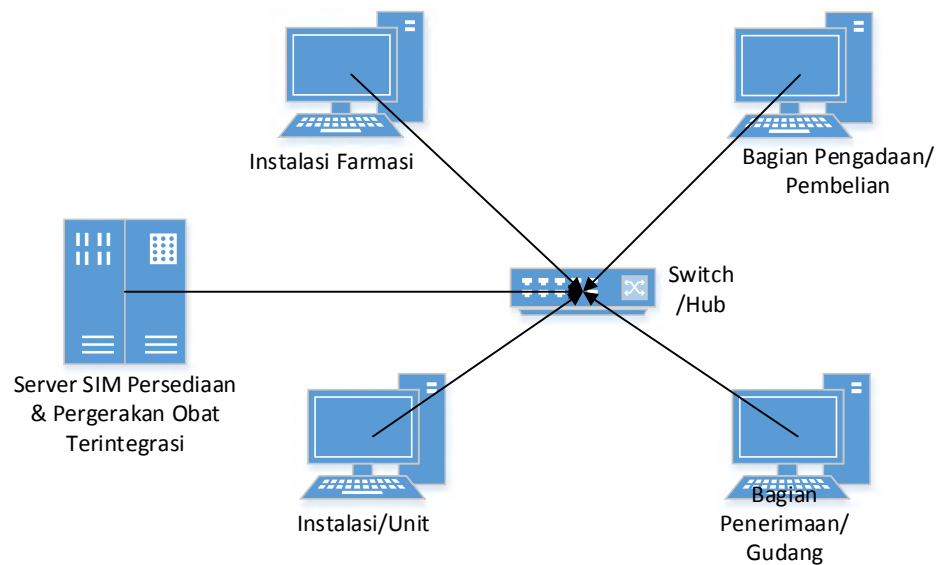 Instalasi Farmasi
Bagian Pengadaan/
Pembelian
Switch
/Hub
Server SIM Persediaan
& Pergerakan Obat
Terintegrasi
Instalasi/Unit
Bagian
Penerimaan/
Gudang